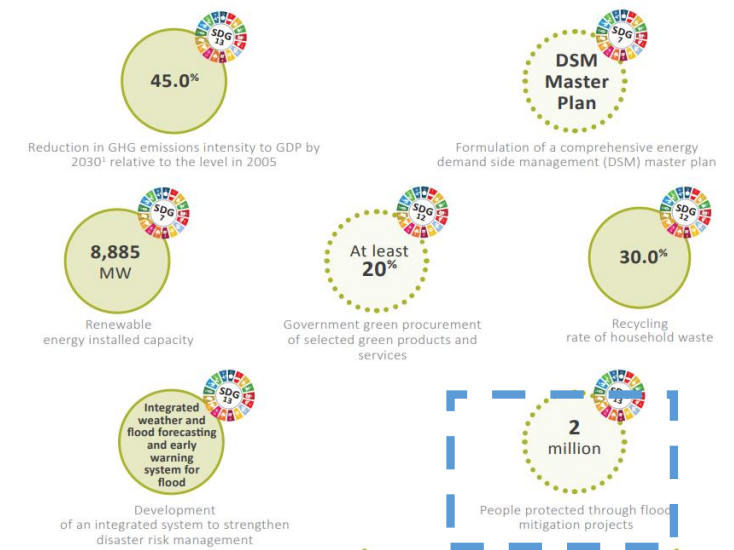 SDG
13
45.0%
Reduction in GHG emissions intensity to GDP by
2030¹ relative to the level in 2005
SDG
7
DSM
Master
Plan
Formulation of a comprehensive energy
demand side management (DSM) master plan
SDG
7
8,885
MW
Renewable
energy installed capacity
SDG
12
At least
20%
Government green procurement
of selected green products and
services
SDG
12
30.0%
Recycling
rate of household waste
SDG
13
Integrated
weather and
flood forecasting
and early
warning
system for
flood
Development
of an integrated system to strengthen
disaster risk management
13
2
million
People protected through flood
mitigation projects